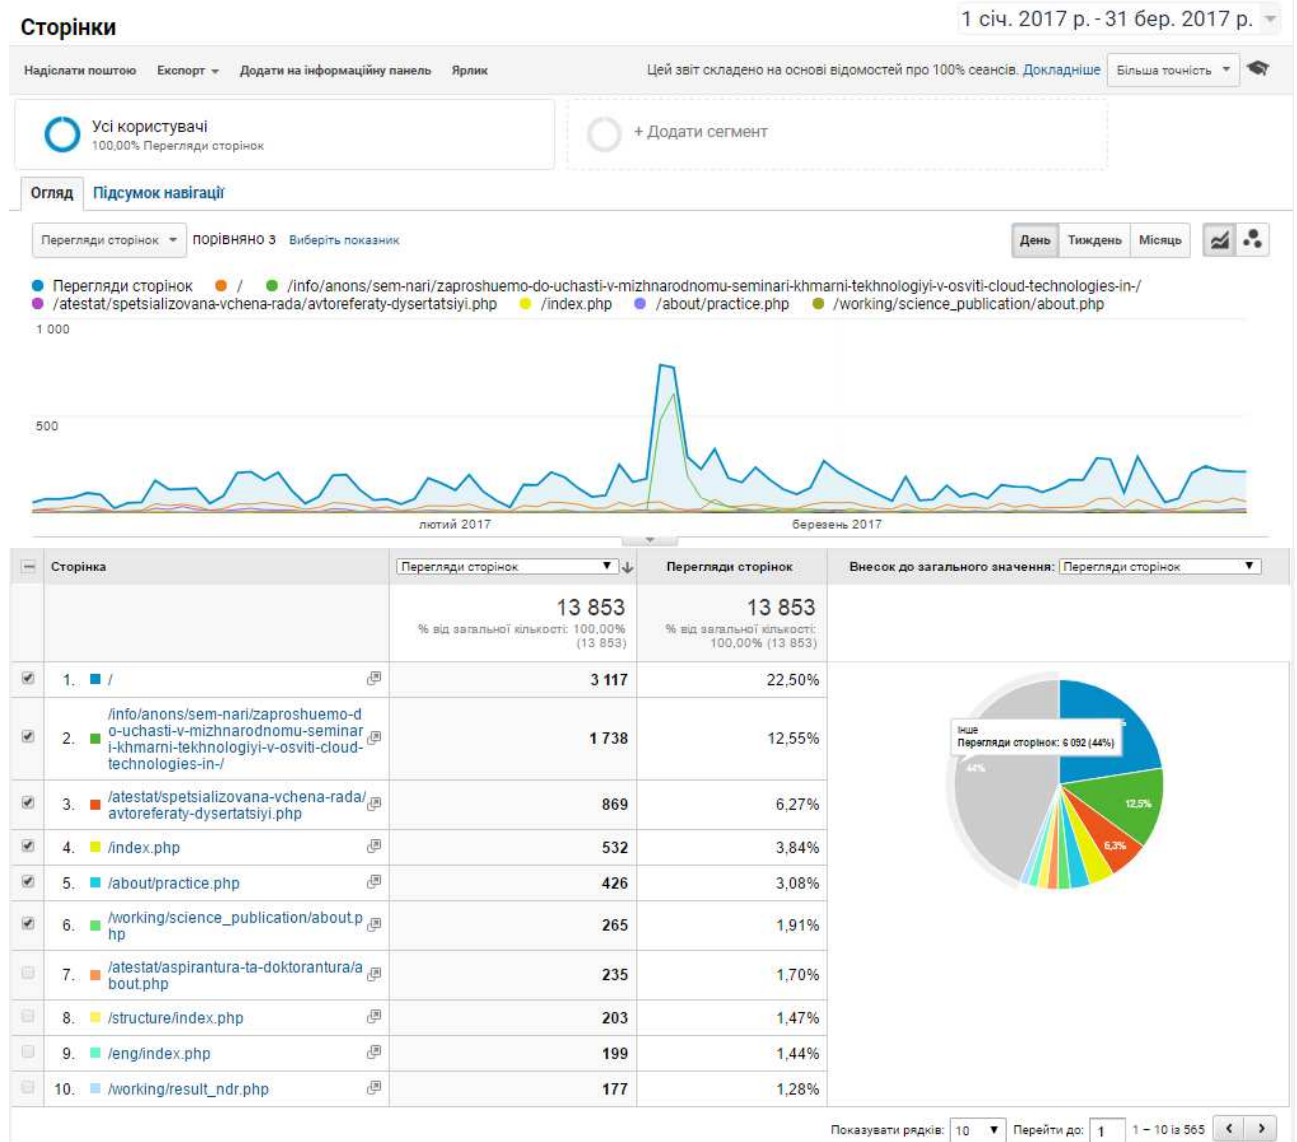 Сторінки
1 січ. 2017 р. - 31 бер. 2017 р.
Надіслати поштою Експорт Додати на інформаційну панель Ярлик
Цей звіт складено на основі відомостей про 100% сеансів. Докладніше Більша точність
Усі користувачі
100,00% Перегляди сторінок
+ Додати сегмент
Огляд Підсумок навігації
Перегляди сторінок порівняно з Виберіть показник
День Тиждень Місяць
Перегляди сторінок / /info/anons/sem-nari/zaproshuemo-do-uchasti-v-mizhnarodnomu-seminari-khmarni-tekhnologiyi-v-osviti-cloud-technologies-in-/
/atestat/spetsializovana-vchena-rada/avtoreferaty-dysertatsiyi.php /index.php /about/practice.php /working/science_publication/about.php
1 000
500
лютий 2017 березень 2017
Сторінка Перегляди сторінок Перегляди сторінок Внесок до загального значення: Перегляди сторінок
13 853 13 853
% від загальної кількості: 100,00% % від загальної кількості:
(13 853) 100,00% (13 853)
1. / 3 117 22,50%
/info/anons/sem-nari/zaproshuemo-d
2. o-uchasti-v-mizhnarodnomu-seminar 1 738 12,55%
i-khmarni-tekhnologiyi-v-osviti-cloud-
technologies-in-/
3. /atestat/spetsializovana-vchena-rada/ 869 6,27%
avtoreferaty-dysertatsiyi.php
4. /index.php 532 3,84%
5. /about/practice.php 426 3,08%
6. /working/science_publication/about.p 265 1,91%
hp
7. /atestat/aspirantura-ta-doktorantura/a 235 1,70%
bout.php
8. /structure/index.php 203 1,47%
9. /eng/index.php 199 1,44%
10. /working/result_ndr.php 177 1,28%
Інше
Перегляди сторінок: 6 092 (44%)
44%
12,5%
6,3%
Показувати рядків: 10 Перейти до: 1 1 – 10 із 565